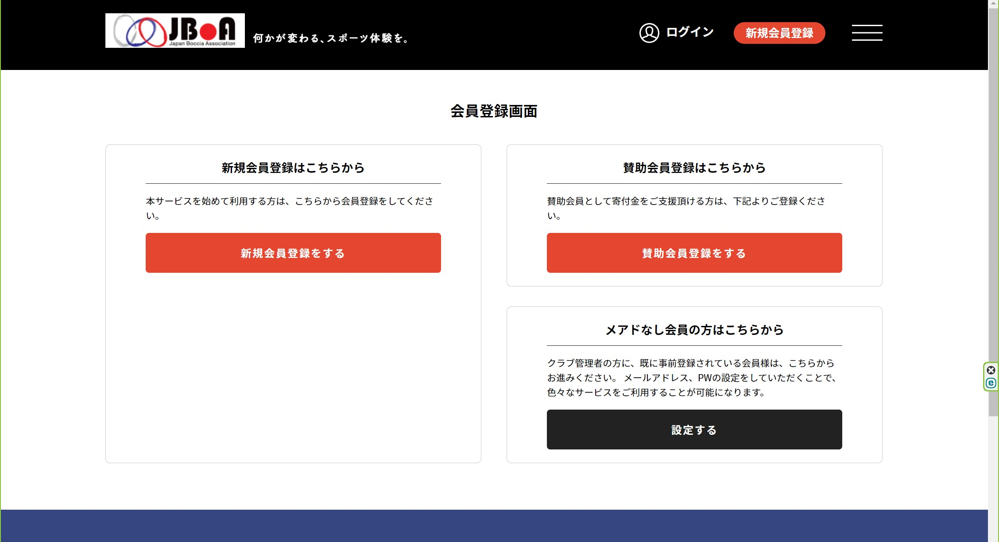 JBoA
Japan Boccia Association
何かが変わる、スポーツ体験を。
ログイン
新規会員登録
会員登録画面
新規会員登録はこちらから
本サービスを始めて利用する方は、こちらから会員登録をしてくださ
い。
新規会員登録をする
賛助会員登録はこちらから
賛助会員として寄付金をご支援頂ける方は、下記よりご登録くださ
い。
賛助会員登録をする
メアドなし会員の方はこちらから
クラブ管理者の方に、既に事前登録されている会員様は、こちらから
お進みください。 メールアドレス、PWの設定をしていただくことで、
色々なサービスをご利用することが可能になります。
設定する
e